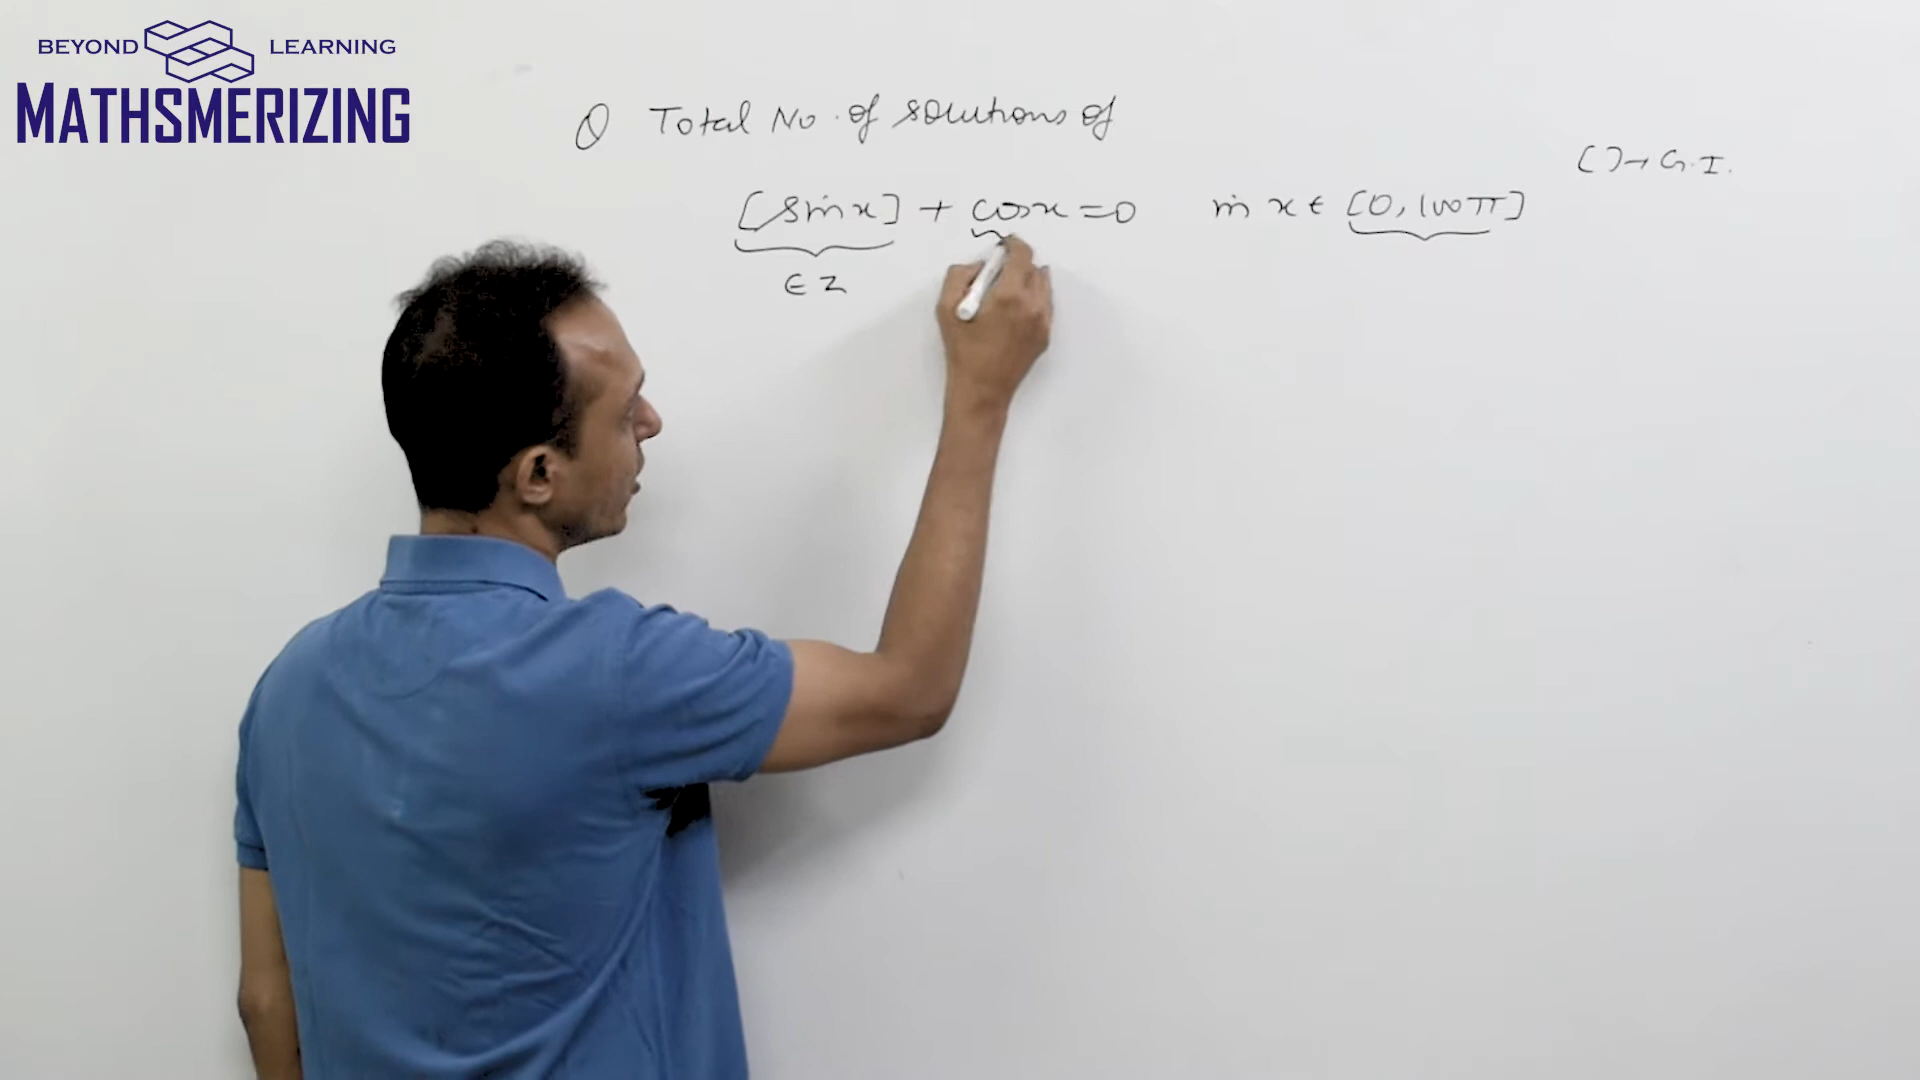 BEYOND LEARNING
MATHSMERIZING
Q Total No. of solutions of
[ ] → G.I.
[sin x] + cos x = 0 in x ∈ [0, 100π]
∈ Z